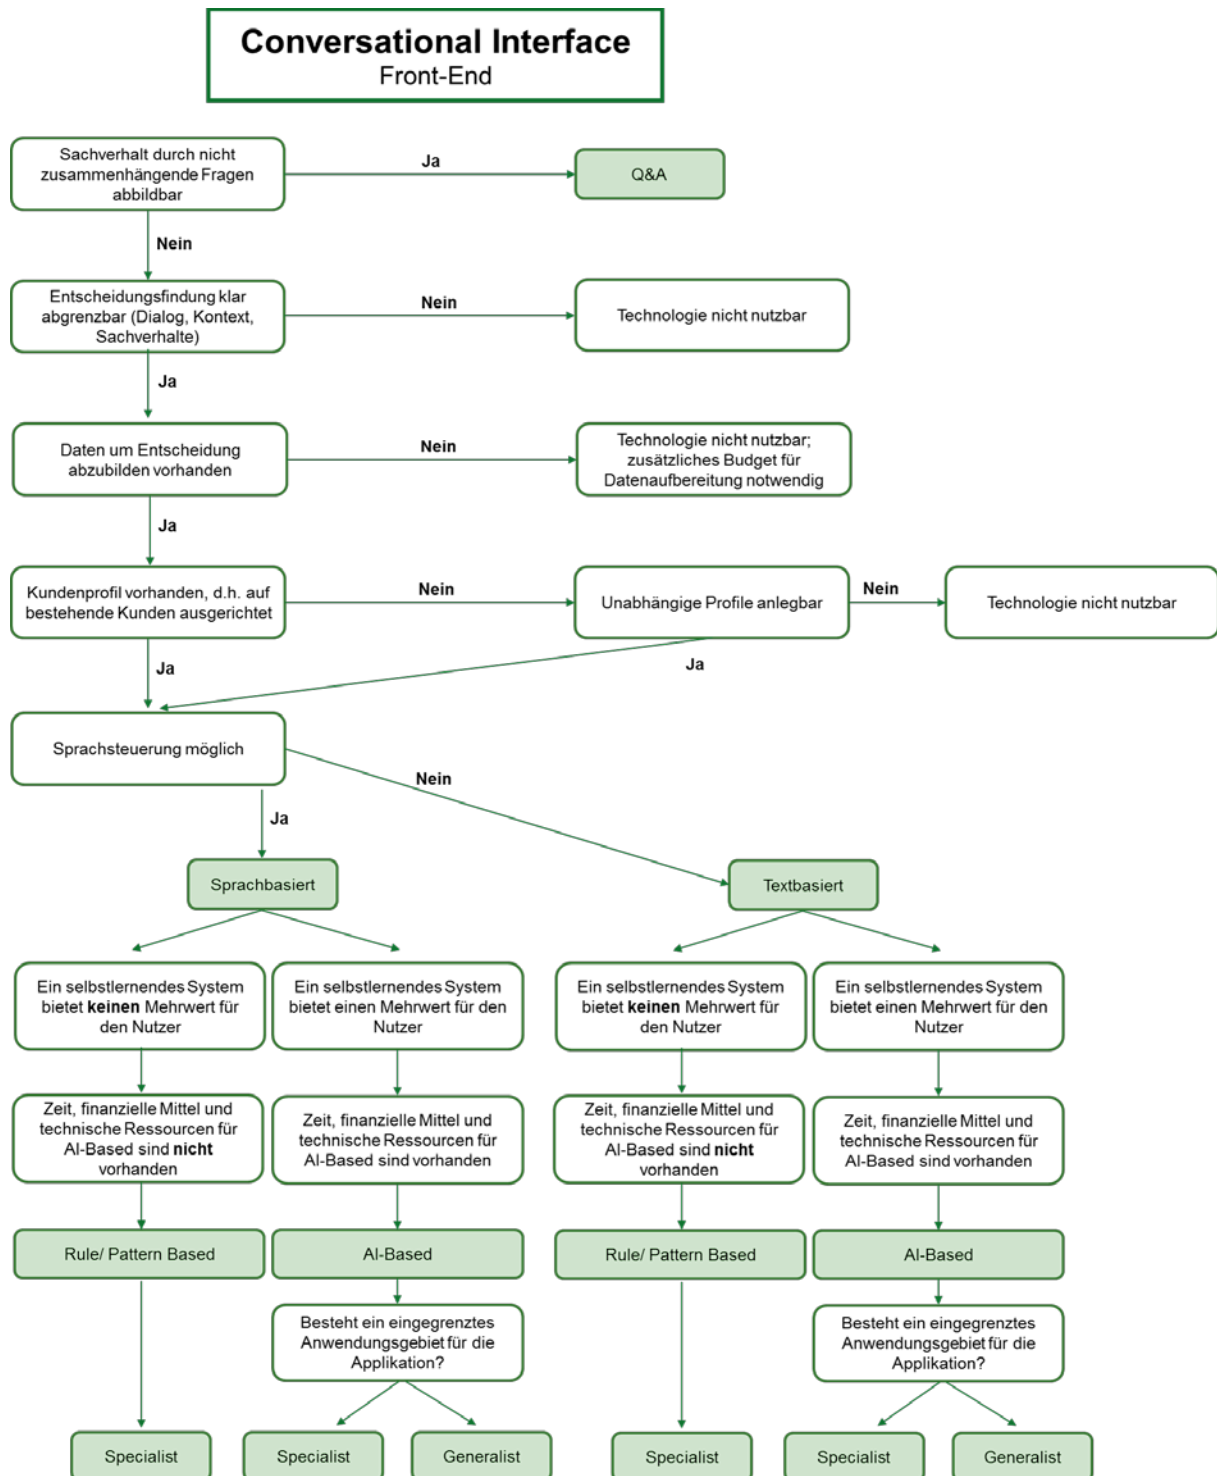 Conversational Interface
Front-End
Sachverhalt durch nicht
zusammenhängende Fragen
abbildbar
Ja
Q&A
Nein
Entscheidungsfindung klar
abgrenzbar (Dialog, Kontext,
Sachverhalte)
Nein
Technologie nicht nutzbar
Ja
Daten um Entscheidung
abzubilden vorhanden
Nein
Technologie nicht nutzbar;
zusätzliches Budget für
Datenaufbereitung notwendig
Ja
Kundenprofil vorhanden, d.h. auf
bestehende Kunden ausgerichtet
Nein
Unabhängige Profile anlegbar
Nein
Technologie nicht nutzbar
Ja
Ja
Sprachsteuerung möglich
Nein
Ja
Sprachbasiert
Textbasiert
Ein selbstlernendes System
bietet keinen Mehrwert für
den Nutzer
Ein selbstlernendes System
bietet einen Mehrwert für den
Nutzer
Ein selbstlernendes System
bietet keinen Mehrwert für
den Nutzer
Ein selbstlernendes System
bietet einen Mehrwert für den
Nutzer
Zeit, finanzielle Mittel und
technische Ressourcen für
AI-Based sind nicht
vorhanden
Zeit, finanzielle Mittel und
technische Ressourcen für
AI-Based sind vorhanden
Zeit, finanzielle Mittel und
technische Ressourcen für
AI-Based sind nicht
vorhanden
Zeit, finanzielle Mittel und
technische Ressourcen für
AI-Based sind vorhanden
Rule/ Pattern Based
AI-Based
Rule/ Pattern Based
AI-Based
Besteht ein eingegrenztes
Anwendungsgebiet für die
Applikation?
Besteht ein eingegrenztes
Anwendungsgebiet für die
Applikation?
Specialist
Specialist
Generalist
Specialist
Specialist
Generalist